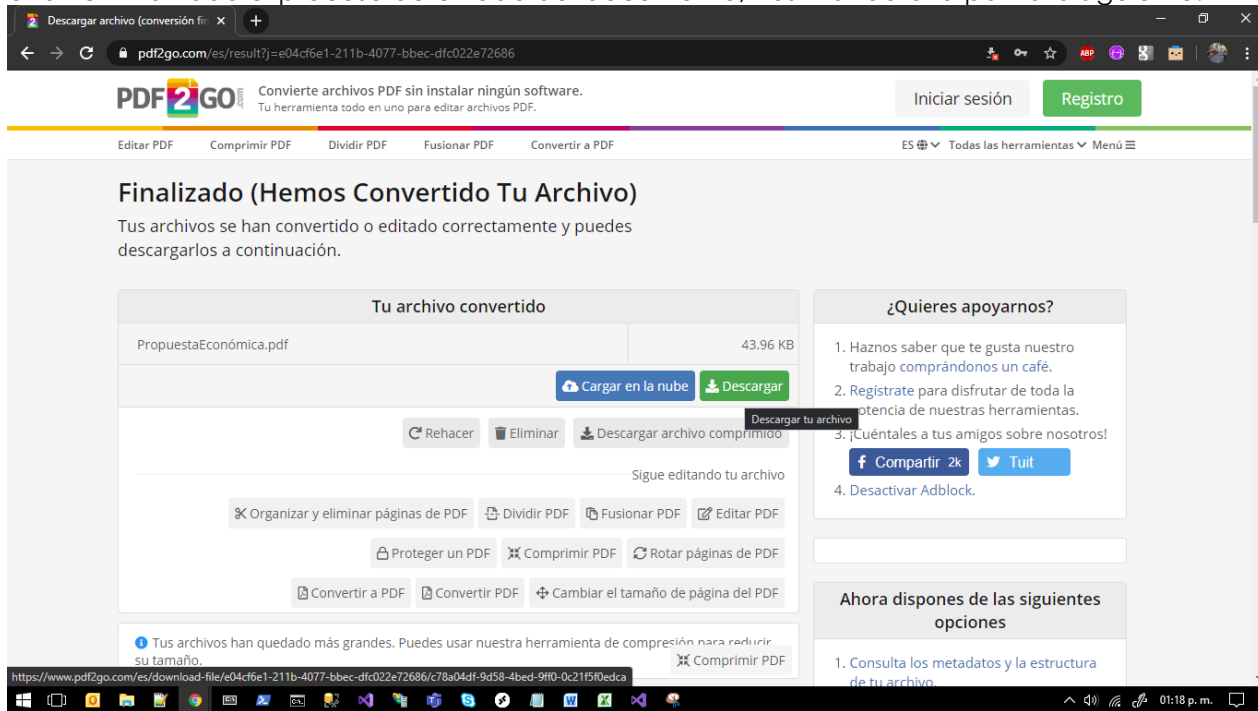 Descargar archivo (conversión fin
pdf2go.com/es/result?j=e04cf6e1-211b-4077-bbec-dfc022e72686
ABP
PDF2GO
Convierte archivos PDF sin instalar ningún software.
Tu herramienta todo en uno para editar archivos PDF.
Iniciar sesión
Registro
Editar PDF Comprimir PDF Dividir PDF Fusionar PDF Convertir a PDF
ES Todas las herramientas Menú
Finalizado (Hemos Convertido Tu Archivo)
Tus archivos se han convertido o editado correctamente y puedes
descargarlos a continuación.
Tu archivo convertido
PropuestaEconómica.pdf 43.96 KB
Cargar en la nube Descargar
Descargar tu archivo
Rehacer Eliminar Descargar archivo comprimido
Sigue editando tu archivo
Organizar y eliminar páginas de PDF Dividir PDF Fusionar PDF Editar PDF
Proteger un PDF Comprimir PDF Rotar páginas de PDF
Convertir a PDF Convertir PDF Cambiar el tamaño de página del PDF
Tus archivos han quedado más grandes. Puedes usar nuestra herramienta de compresión para reducir
su tamaño.
Comprimir PDF
¿Quieres apoyarnos?
1. Haznos saber que te gusta nuestro
trabajo comprándonos un café.
2. Regístrate para disfrutar de toda la
otencia de nuestras herramientas.
3. ¡Cuéntales a tus amigos sobre nosotros!
Compartir 2k Tuit
4. Desactivar Adblock.
Ahora dispones de las siguientes
opciones
1. Consulta los metadatos y la estructura
de tu archivo.
https://www.pdf2go.com/es/download-file/e04cf6e1-211b-4077-bbec-dfc022e72686/c78a04df-9d58-4bed-9ff0-0c21f5f0edca
01:18 p. m.